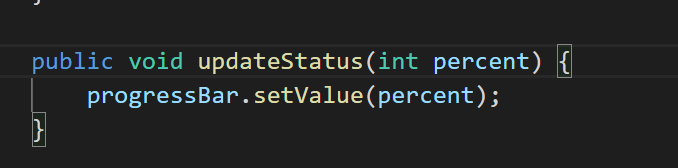 }
public void updateStatus(int percent) {
    progressBar.setValue(percent);
}